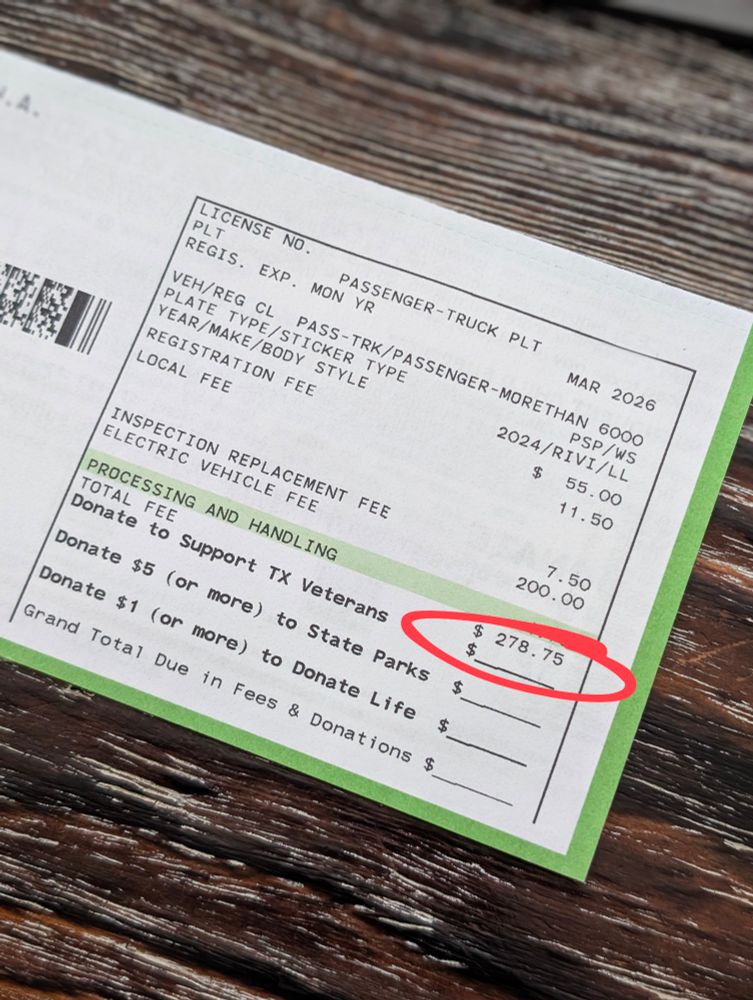 .A.
LICENSE NO.
PLT PASSENGER-TRUCK PLT
REGIS. EXP. MON YR MAR 2026
VEH/REG CL PASS-TRK/PASSENGER-MORETHAN 6000
PLATE TYPE/STICKER TYPE PSP/WS
YEAR/MAKE/BODY STYLE 2024/RIVI/LL
REGISTRATION FEE $ 55.00
LOCAL FEE 11.50
INSPECTION REPLACEMENT FEE 7.50
ELECTRIC VEHICLE FEE 200.00
PROCESSING AND HANDLING
TOTAL FEE $ 278.75
Donate to Support TX Veterans $
Donate $5 (or more) to State Parks $
Donate $1 (or more) to Donate Life $
Grand Total Due in Fees & Donations $